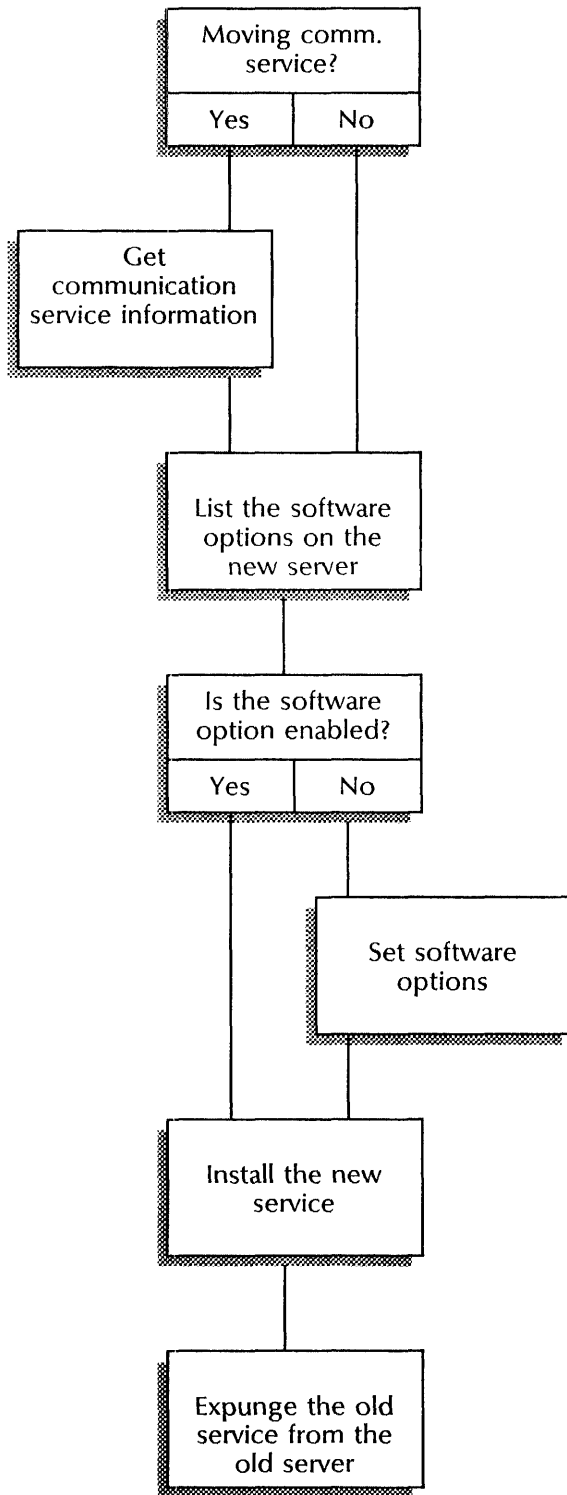 Moving comm.
service?
Yes No
Get
communication
service information
List the software
options on the
new server
Is the software
option enabled?
Yes No
Set software
options
Install the new
service
Expunge the old
service from the
old server